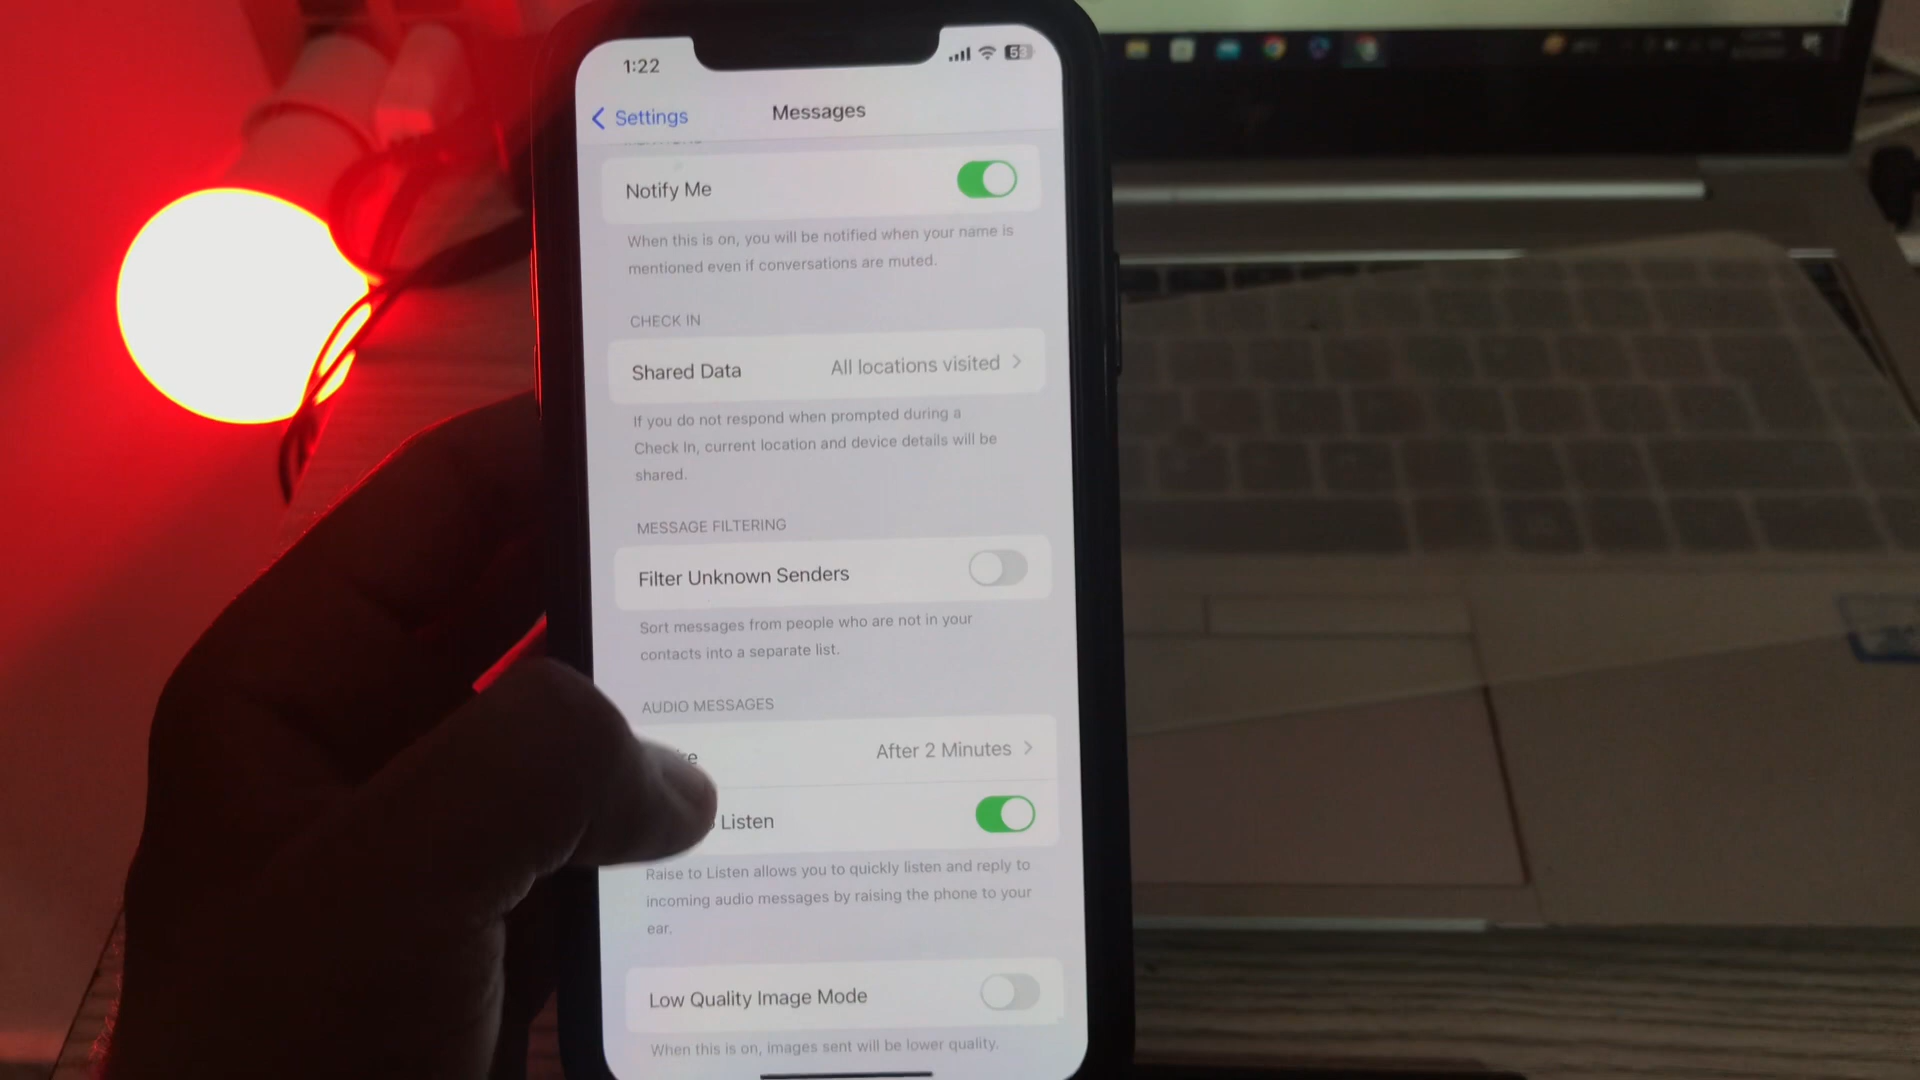 1:22
53
Settings
Messages
Notify Me
When this is on, you will be notified when your name is
mentioned even if conversations are muted.
CHECK IN
Shared Data All locations visited
If you do not respond when prompted during a
Check In, current location and device details will be
shared.
MESSAGE FILTERING
Filter Unknown Senders
Sort messages from people who are not in your
contacts into a separate list.
AUDIO MESSAGES
After 2 Minutes
Listen
Raise to Listen allows you to quickly listen and reply to
incoming audio messages by raising the phone to your
ear.
Low Quality Image Mode
When this is on, images sent will be lower quality.